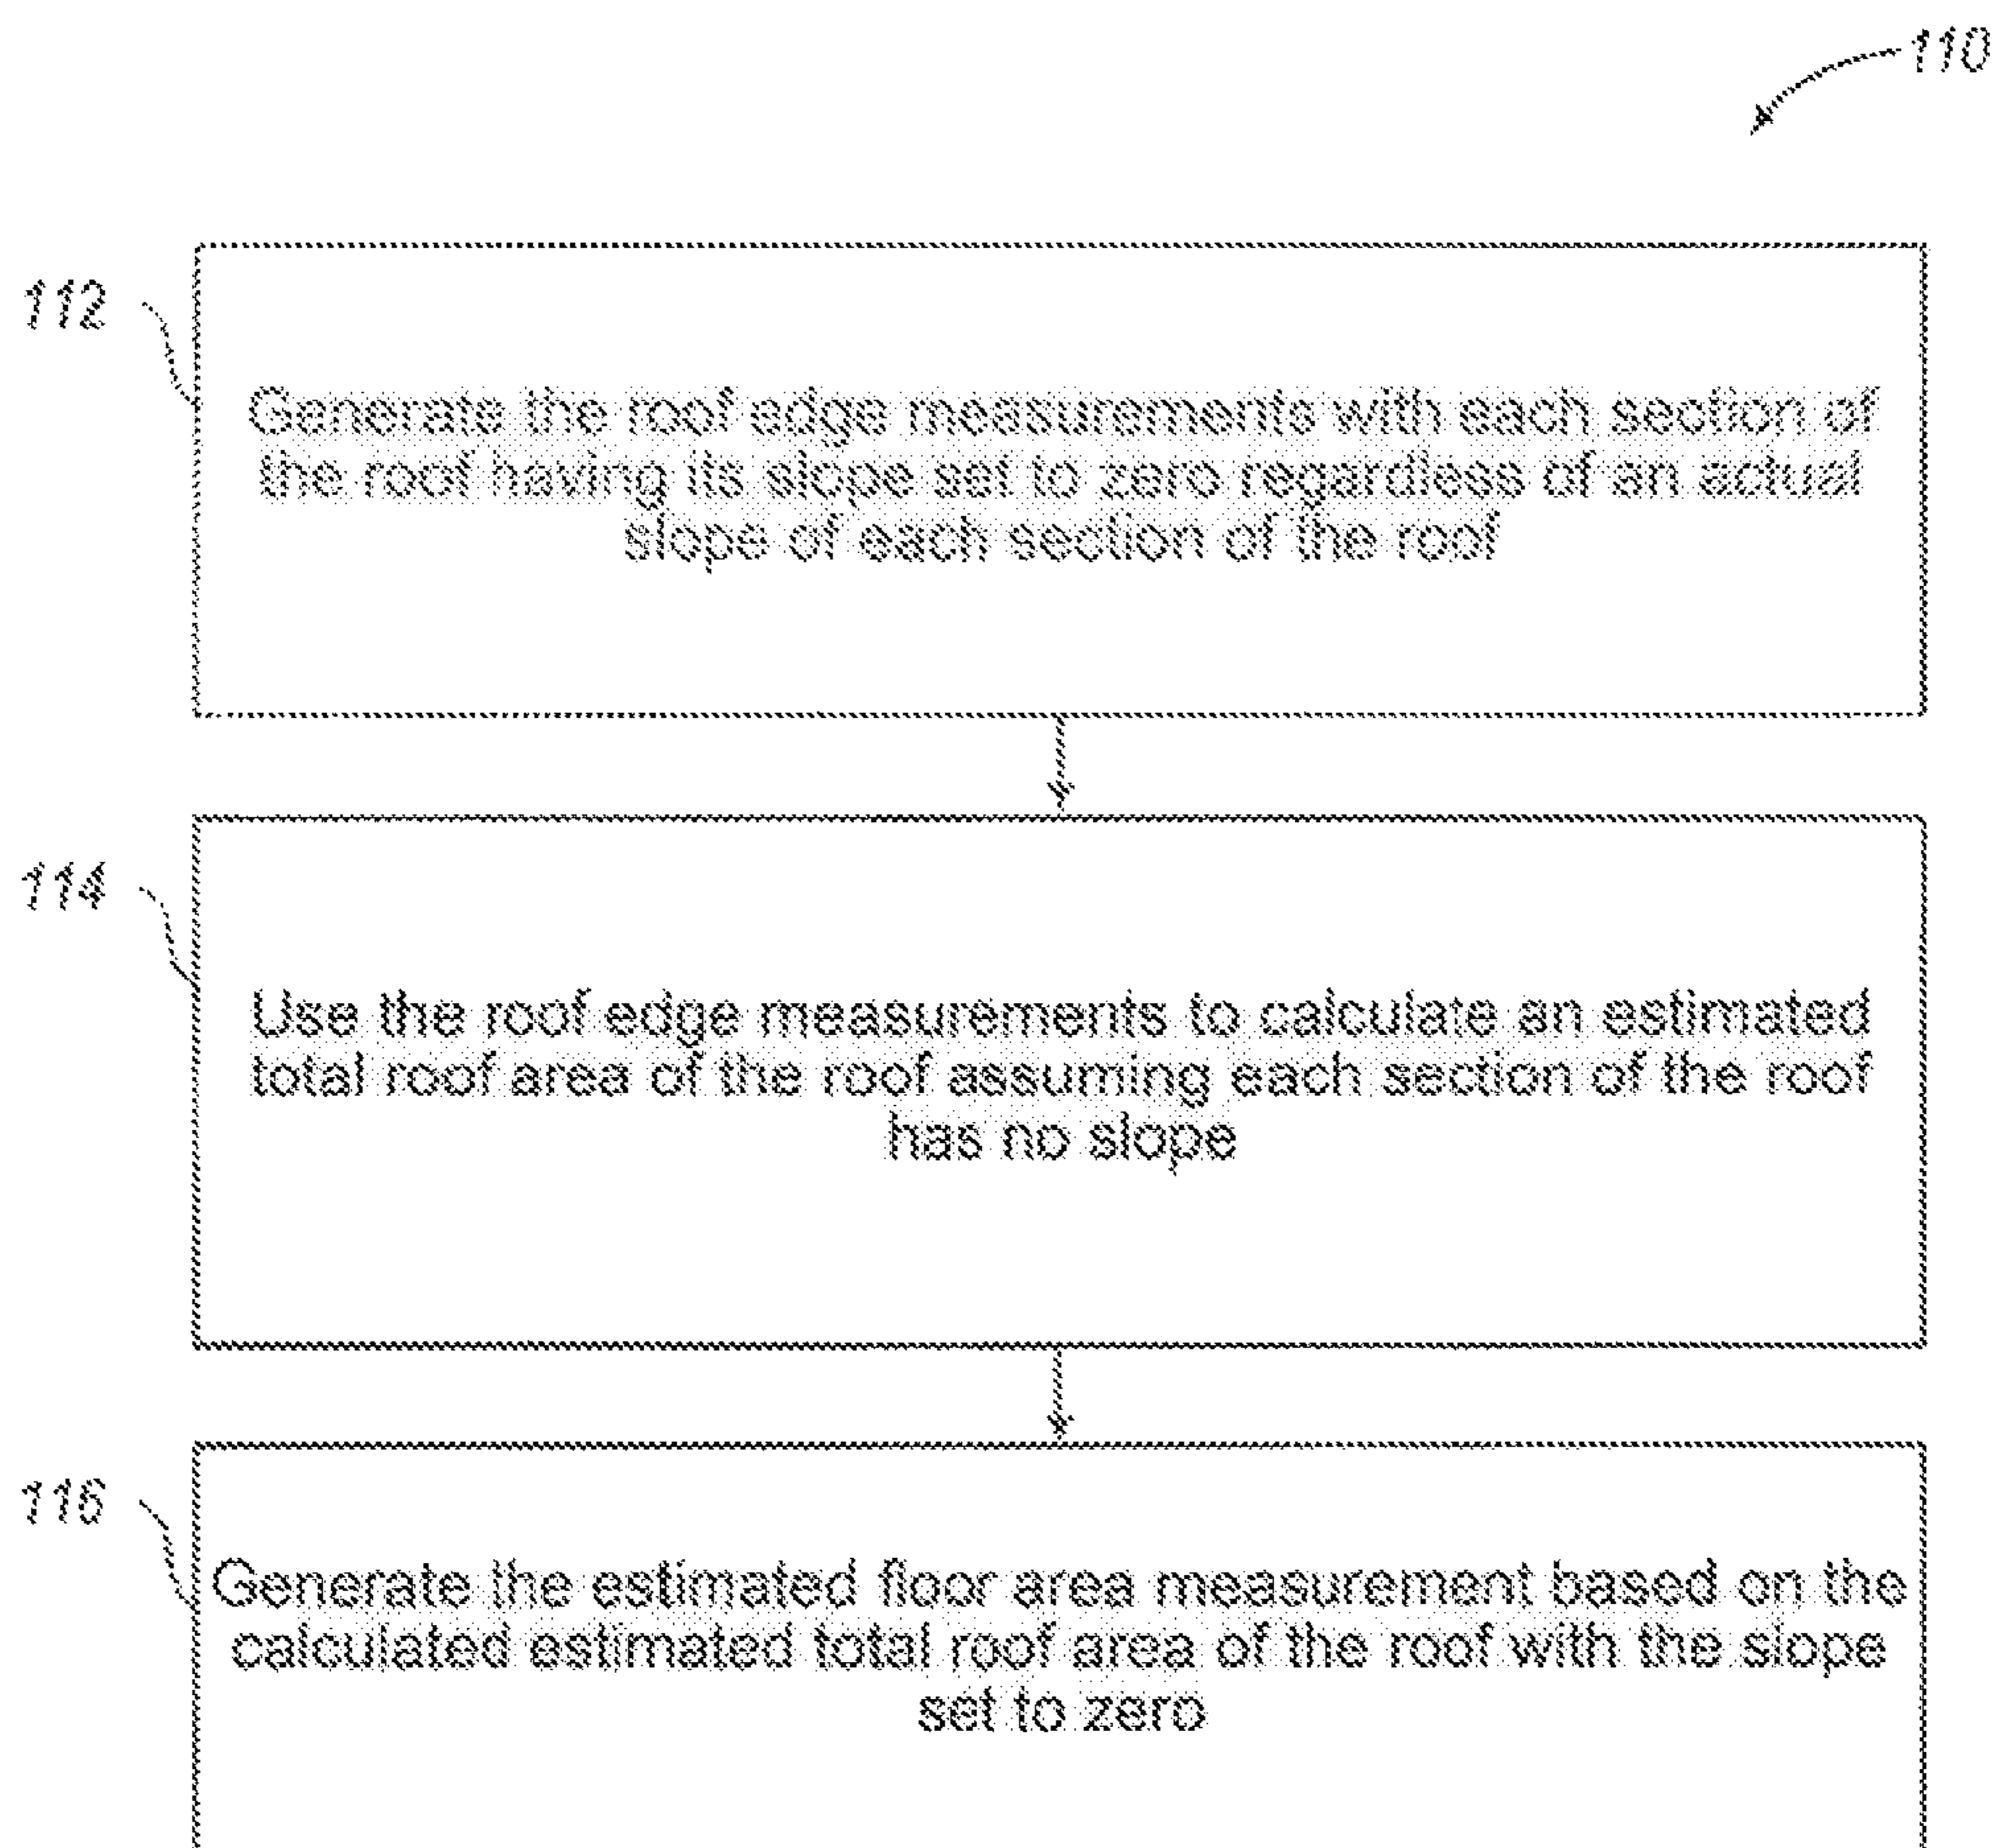 110
112
Generate the roof edge measurements with each section of
the roof having its slope set to zero regardless of an actual
slope of each section of the roof
114
Use the roof edge measurements to calculate an estimated
total roof area of the roof assuming each section of the roof
has no slope
116
Generate the estimated floor area measurement based on the
calculated estimated total roof area of the roof with the slope
set to zero